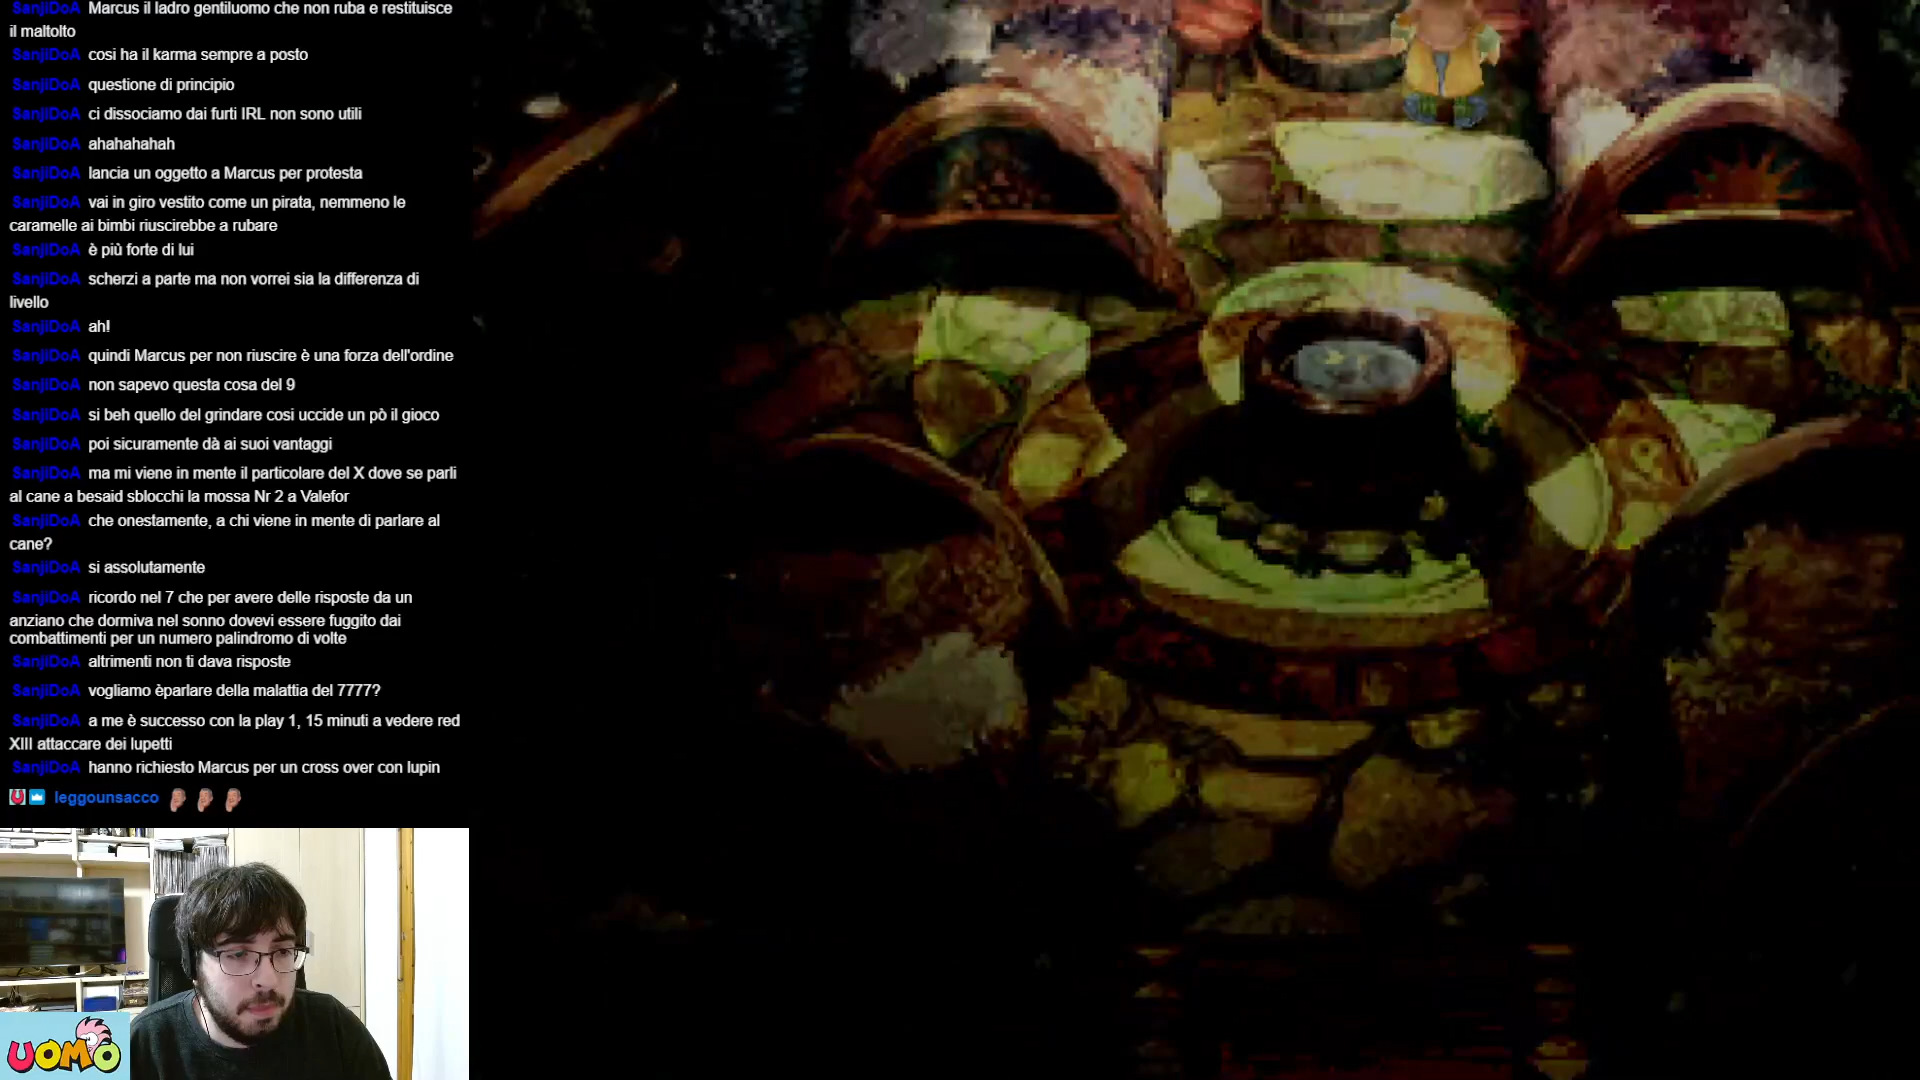 SanjiDoA Marcus il ladro gentiluomo che non ruba e restituisce
il maltolto
SanjiDoA cosi ha il karma sempre a posto
SanjiDoA questione di principio
SanjiDoA ci dissociamo dai furti IRL non sono utili
SanjiDoA ahahahahah
SanjiDoA lancia un oggetto a Marcus per protesta
SanjiDoA vai in giro vestito come un pirata, nemmeno le
caramelle ai bimbi riuscirebbe a rubare
SanjiDoA è più forte di lui
SanjiDoA scherzi a parte ma non vorrei sia la differenza di
livello
SanjiDoA ah!
SanjiDoA quindi Marcus per non riuscire è una forza dell'ordine
SanjiDoA non sapevo questa cosa del 9
SanjiDoA si beh quello del grindare cosi uccide un pò il gioco
SanjiDoA poi sicuramente dà ai suoi vantaggi
SanjiDoA ma mi viene in mente il particolare del X dove se parli
al cane a besaid sblocchi la mossa Nr 2 a Valefor
SanjiDoA che onestamente, a chi viene in mente di parlare al
cane?
SanjiDoA si assolutamente
SanjiDoA ricordo nel 7 che per avere delle risposte da un
anziano che dormiva nel sonno dovevi essere fuggito dai
combattimenti per un numero palindromo di volte
SanjiDoA altrimenti non ti dava risposte
SanjiDoA vogliamo èparlare della malattia del 7777?
SanjiDoA a me è successo con la play 1, 15 minuti a vedere red
XIII attaccare dei lupetti
SanjiDoA hanno richiesto Marcus per un cross over con lupin
leggounsacco
UOMO